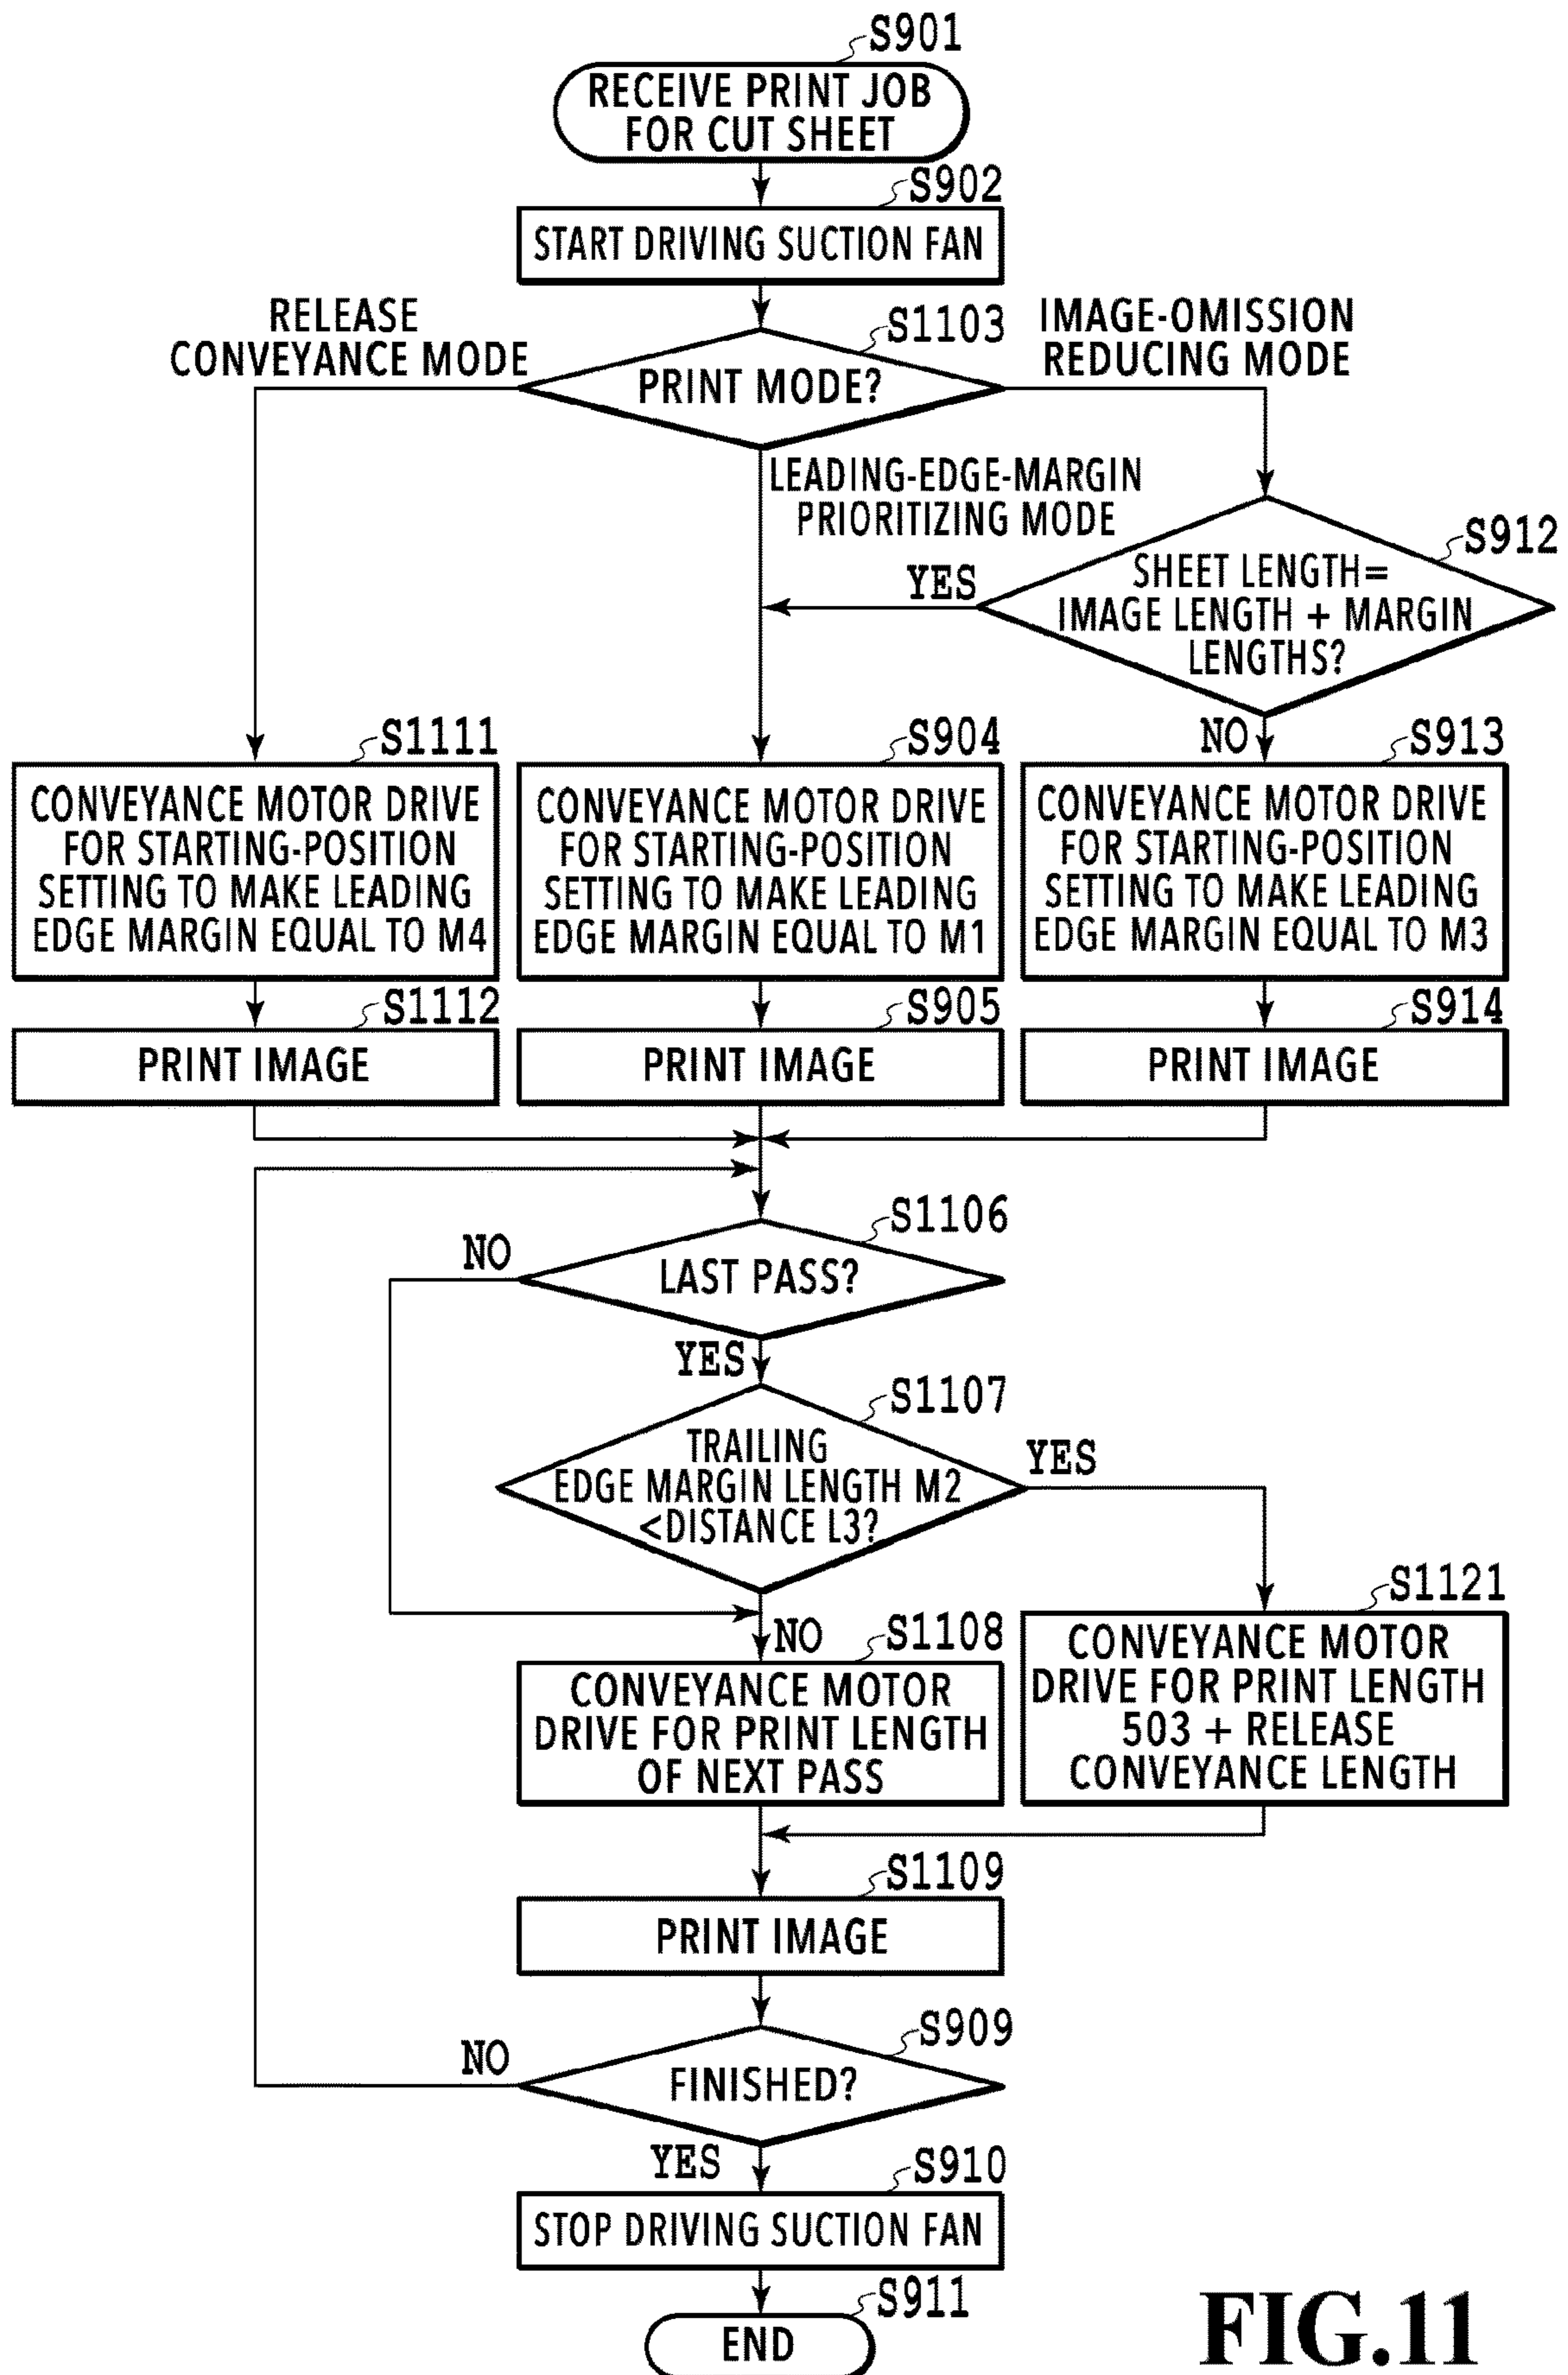 S901
RECEIVE PRINT JOB
FOR CUT SHEET
S902
START DRIVING SUCTION FAN
RELEASE
CONVEYANCE MODE
S1103
PRINT MODE?
IMAGE-OMISSION
REDUCING MODE
LEADING-EDGE-MARGIN
PRIORITIZING MODE
S912
YES
SHEET LENGTH=
IMAGE LENGTH + MARGIN
LENGTHS?
NO
S1111
CONVEYANCE MOTOR DRIVE
FOR STARTING-POSITION
SETTING TO MAKE LEADING
EDGE MARGIN EQUAL TO M4
S904
CONVEYANCE MOTOR DRIVE
FOR STARTING-POSITION
SETTING TO MAKE LEADING
EDGE MARGIN EQUAL TO M1
S913
CONVEYANCE MOTOR DRIVE
FOR STARTING-POSITION
SETTING TO MAKE LEADING
EDGE MARGIN EQUAL TO M3
S1112
PRINT IMAGE
S905
PRINT IMAGE
S914
PRINT IMAGE
S1106
NO
LAST PASS?
YES
S1107
TRAILING
EDGE MARGIN LENGTH M2
<DISTANCE L3?
YES
NO
S1108
CONVEYANCE MOTOR
DRIVE FOR PRINT LENGTH
OF NEXT PASS
S1121
CONVEYANCE MOTOR
DRIVE FOR PRINT LENGTH
503 + RELEASE
CONVEYANCE LENGTH
S1109
PRINT IMAGE
S909
NO
FINISHED?
YES
S910
STOP DRIVING SUCTION FAN
S911
END
FIG.11